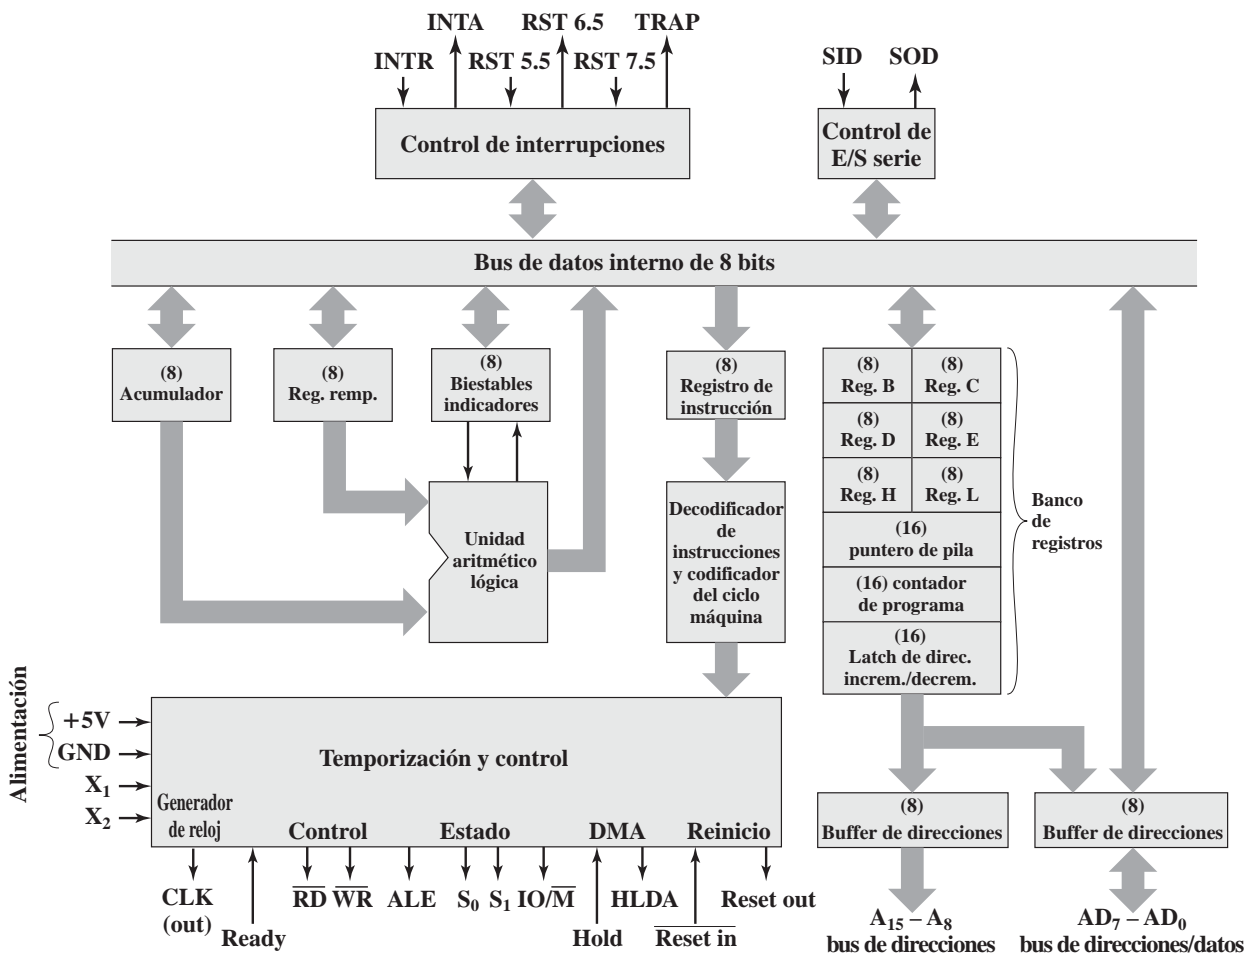 INTA RST 6.5 TRAP
INTR RST 5.5 RST 7.5
SID SOD
Control de interrupciones
Control de
E/S serie
Bus de datos interno de 8 bits
(8)
Acumulador
(8)
Reg. remp.
(8)
Biestables
indicadores
(8)
Registro de
instrucción
(8)
Reg. B
(8)
Reg. C
(8)
Reg. D
(8)
Reg. E
(8)
Reg. H
(8)
Reg. L
(16)
puntero de pila
(16) contador
de programa
(16)
Latch de direc.
increm./decrem.
Banco
de
registros
Unidad
aritmético
lógica
Decodificador
de
instrucciones
y codificador
del ciclo
máquina
Alimentación
+5V
GND
X₁
X₂
Temporización y control
Generador
de reloj
Control Estado DMA Reinicio
CLK
(out)
Ready
R̅D̅ W̅R̅ ALE S₀ S₁ IO/M̅
Hold
HLDA
R̅e̅s̅e̅t̅ i̅n̅
Reset out
(8)
Buffer de direcciones
(8)
Buffer de direcciones
A₁₅ – A₈
bus de direcciones
AD₇ – AD₀
bus de direcciones/datos